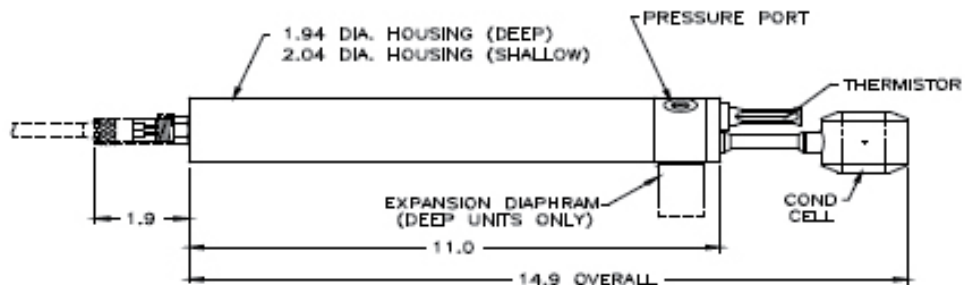 PRESSURE PORT
1.94 DIA. HOUSING (DEEP)
2.04 DIA. HOUSING (SHALLOW)
THERMISTOR
EXPANSION DIAPHRAM
(DEEP UNITS ONLY)
COND
CELL
1.9
11.0
14.9 OVERALL